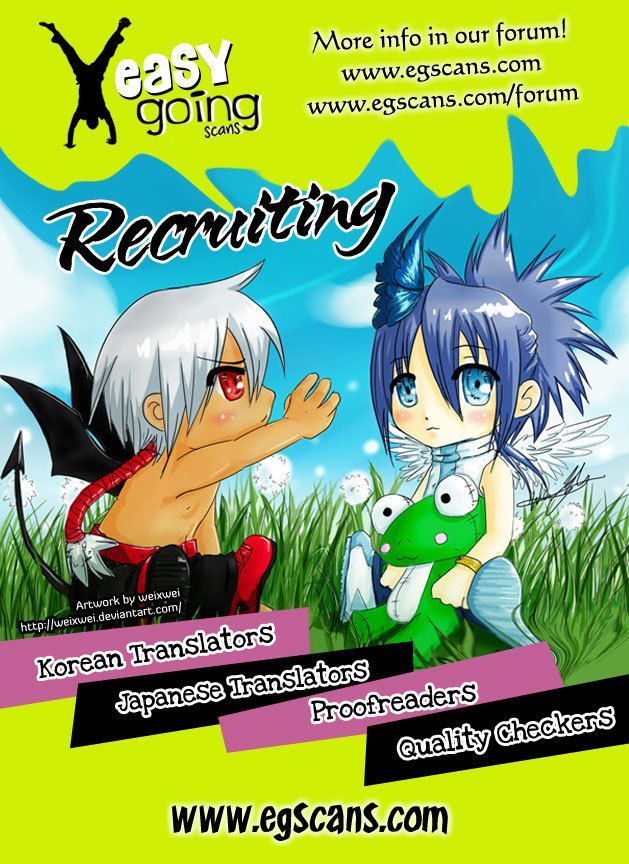 easy
going
scans
More info in our forum!
www.egscans.com
www.egscans.com/forum
Recruiting
Artwork by weixwei
http://weixwei.deviantart.com/
Korean Translators
Japanese Translators
Proofreaders
Quality Checkers
www.egscans.com